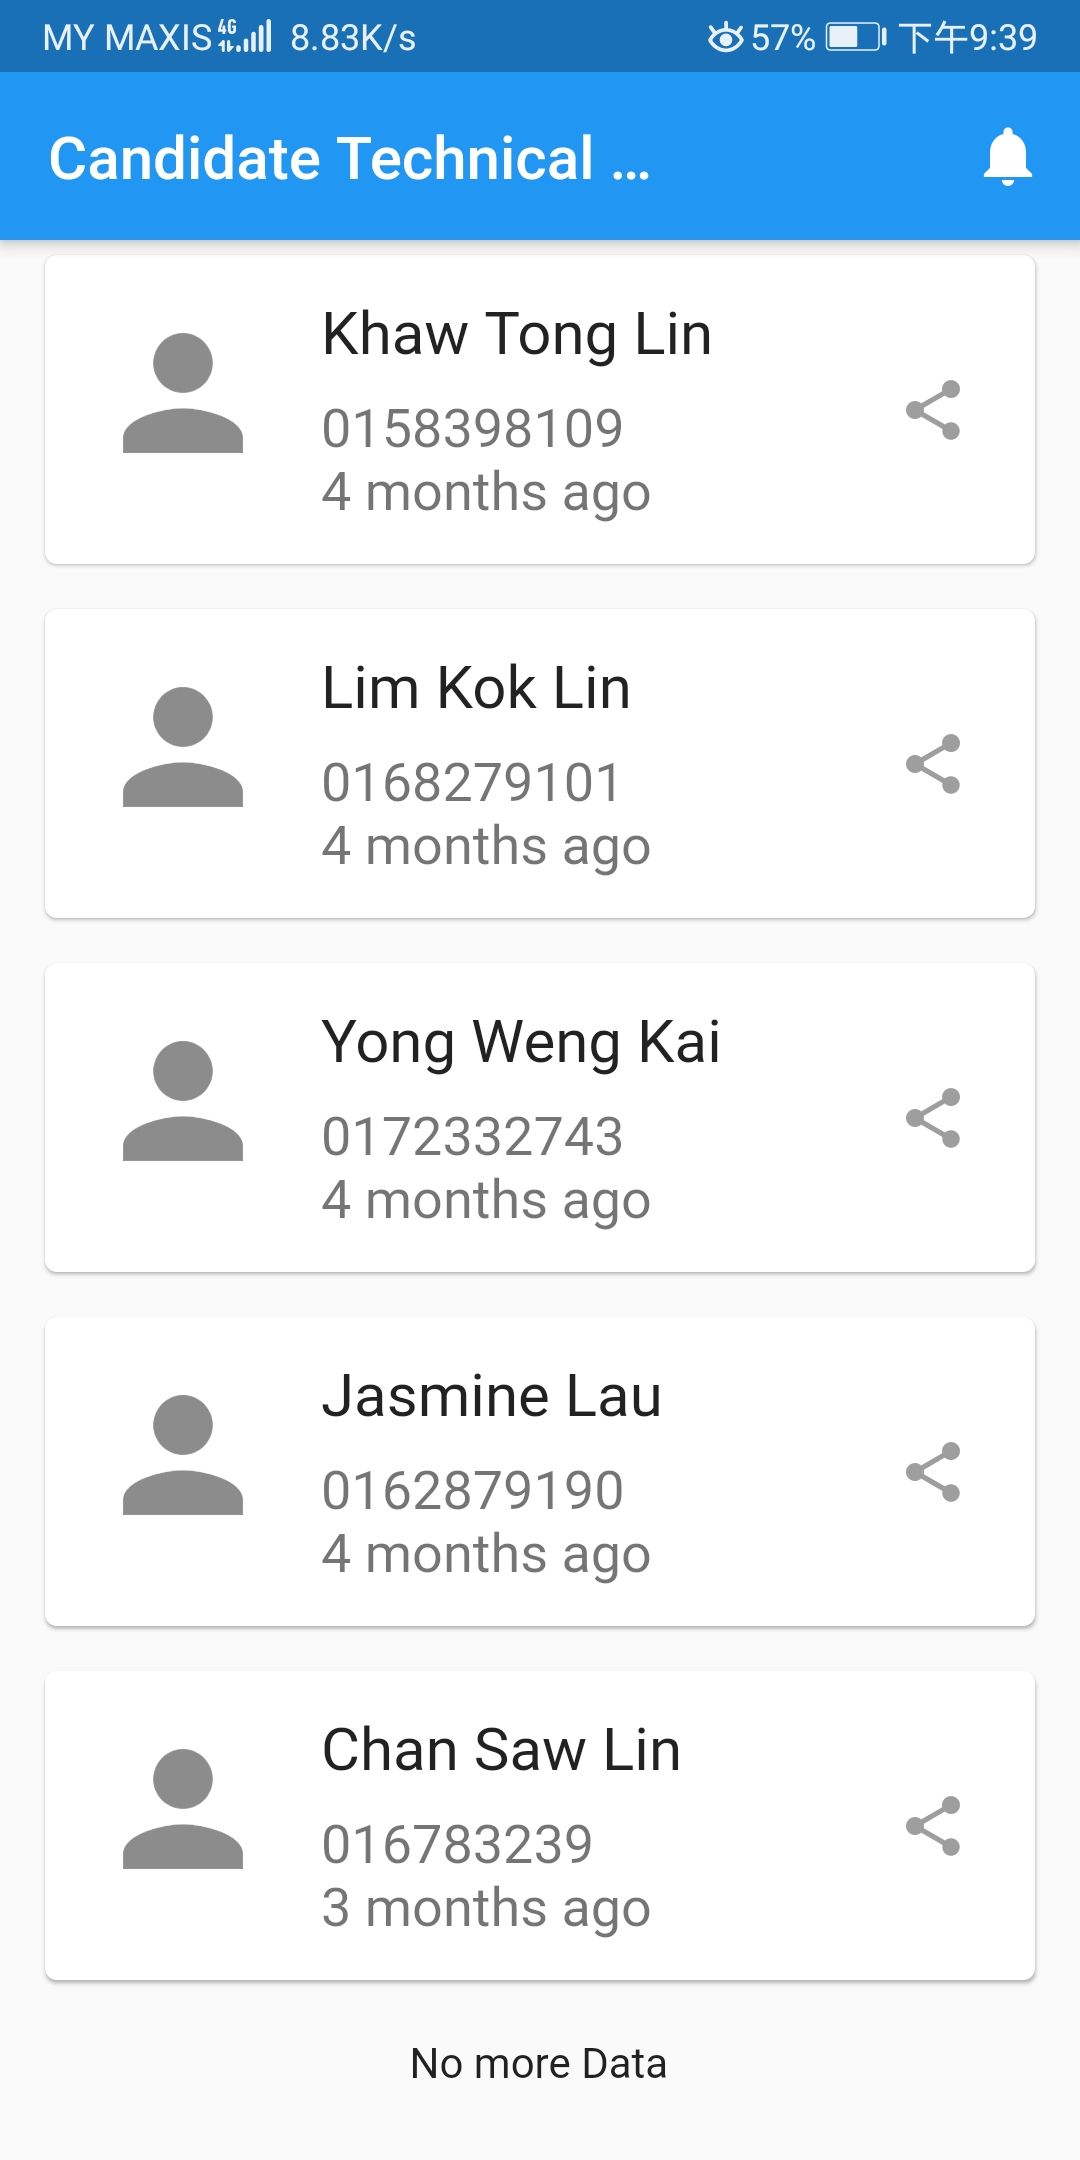 MY MAXIS 4G 8.83K/s 57% 下午9:39
Candidate Technical ...
Khaw Tong Lin
0158398109
4 months ago
Lim Kok Lin
0168279101
4 months ago
Yong Weng Kai
0172332743
4 months ago
Jasmine Lau
0162879190
4 months ago
Chan Saw Lin
016783239
3 months ago
No more Data